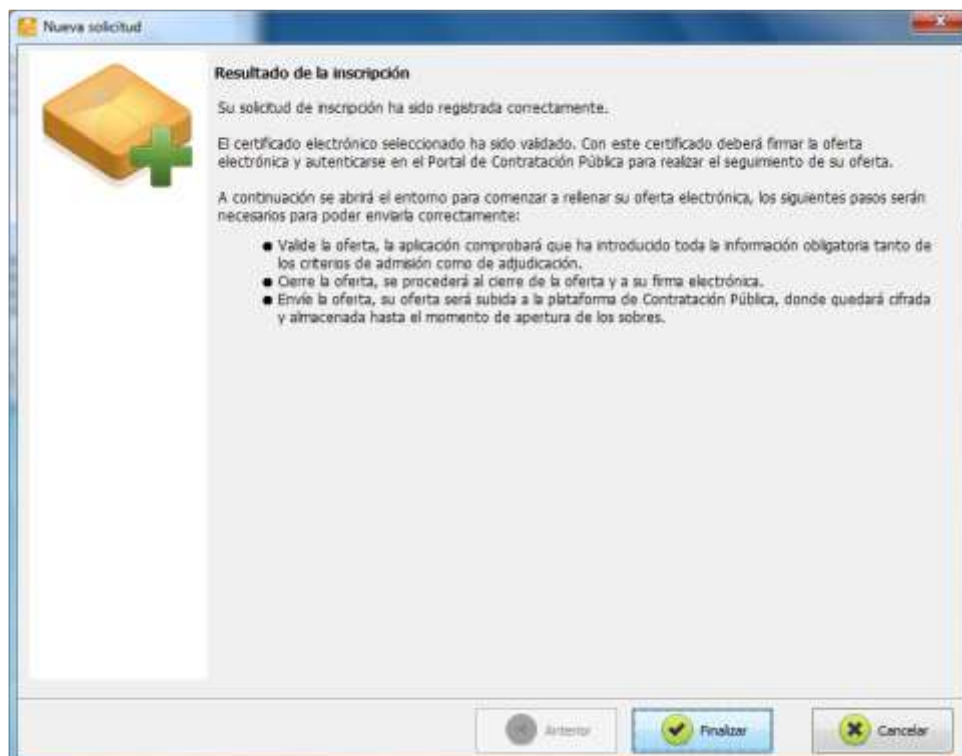 Nueva solicitud
Resultado de la inscripción
Su solicitud de inscripción ha sido registrada correctamente.
El certificado electrónico seleccionado ha sido validado. Con este certificado deberá firmar la oferta
electrónica y autenticarse en el Portal de Contratación Pública para realizar el seguimiento de su oferta.
A continuación se abrirá el entorno para comenzar a rellenar su oferta electrónica, los siguientes pasos serán
necesarios para poder enviarla correctamente:
● Valide la oferta, la aplicación comprobará que ha introducido toda la información obligatoria tanto de
los criterios de admisión como de adjudicación.
● Cierre la oferta, se procederá al cierre de la oferta y a su firma electrónica.
● Envíe la oferta, su oferta será subida a la plataforma de Contratación Pública, donde quedará cifrada
y almacenada hasta el momento de apertura de los sobres.
Anterior
Finalizar
Cancelar